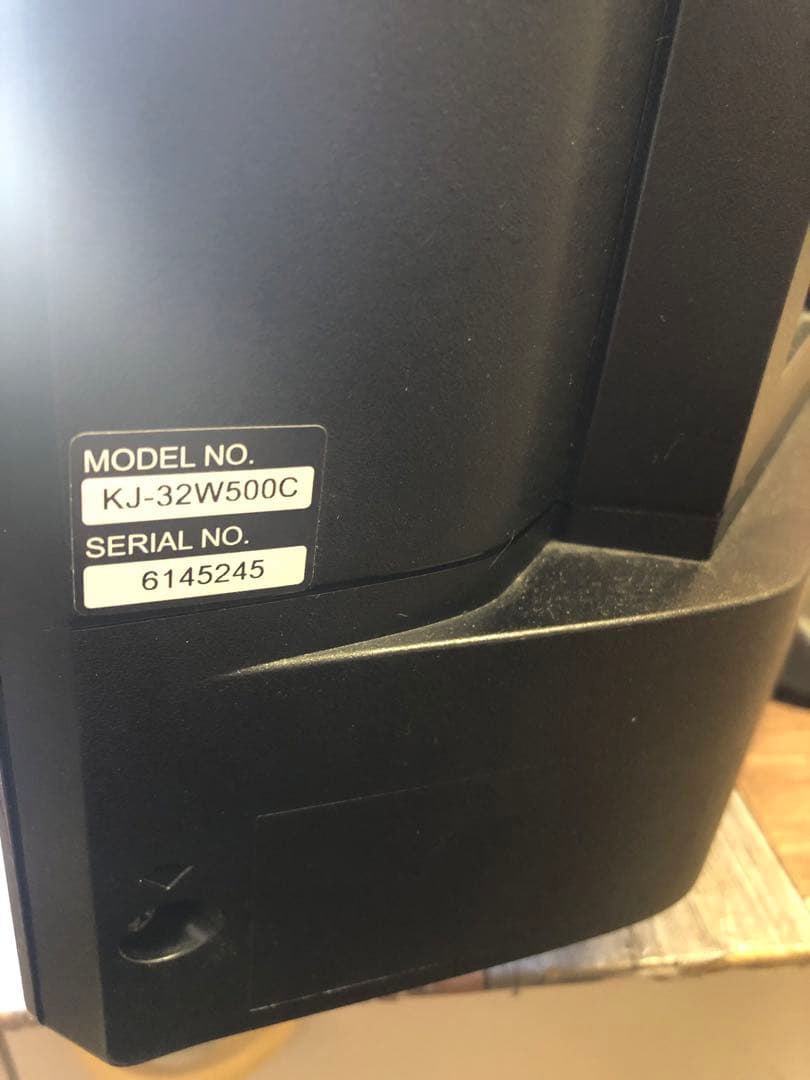 MODEL NO.
KJ-32W500C
SERIAL NO.
6145245